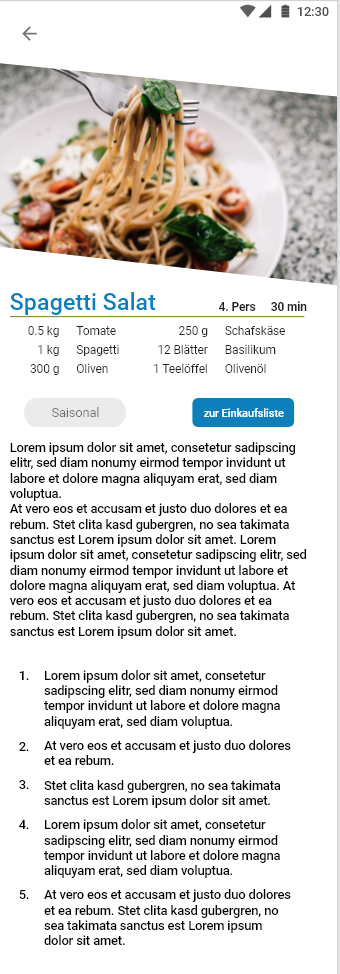 12:30
Spagetti Salat 4. Pers 30 min
0.5 kg Tomate 250 g Schafskäse
1 kg Spagetti 12 Blätter Basilikum
300 g Oliven 1 Teelöffel Olivenöl
Saisonal zur Einkaufsliste
Lorem ipsum dolor sit amet, consetetur sadipscing
elitr, sed diam nonumy eirmod tempor invidunt ut
labore et dolore magna aliquyam erat, sed diam
voluptua.
At vero eos et accusam et justo duo dolores et ea
rebum. Stet clita kasd gubergren, no sea takimata
sanctus est Lorem ipsum dolor sit amet. Lorem
ipsum dolor sit amet, consetetur sadipscing elitr, sed
diam nonumy eirmod tempor invidunt ut labore et
dolore magna aliquyam erat, sed diam voluptua. At
vero eos et accusam et justo duo dolores et ea
rebum. Stet clita kasd gubergren, no sea takimata
sanctus est Lorem ipsum dolor sit amet.
1. Lorem ipsum dolor sit amet, consetetur
sadipscing elitr, sed diam nonumy eirmod
tempor invidunt ut labore et dolore magna
aliquyam erat, sed diam voluptua.
2. At vero eos et accusam et justo duo dolores
et ea rebum.
3. Stet clita kasd gubergren, no sea takimata
sanctus est Lorem ipsum dolor sit amet.
4. Lorem ipsum dolor sit amet, consetetur
sadipscing elitr, sed diam nonumy eirmod
tempor invidunt ut labore et dolore magna
aliquyam erat, sed diam voluptua.
5. At vero eos et accusam et justo duo dolores
et ea rebum. Stet clita kasd gubergren, no
sea takimata sanctus est Lorem ipsum
dolor sit amet.